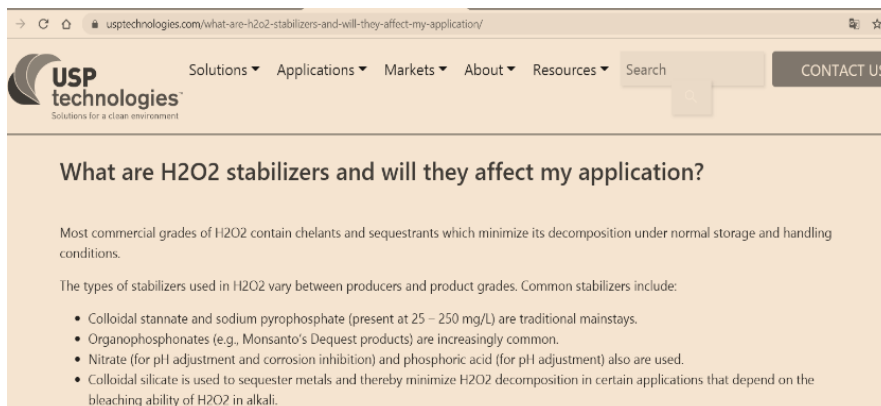 usptechnologies.com/what-are-h2o2-stabilizers-and-will-they-affect-my-application/
USP technologies
Solutions for a clean environment
Solutions Applications Markets About Resources Search CONTACT US
What are H2O2 stabilizers and will they affect my application?
Most commercial grades of H2O2 contain chelants and sequestrants which minimize its decomposition under normal storage and handling
conditions.
The types of stabilizers used in H2O2 vary between producers and product grades. Common stabilizers include:
• Colloidal stannate and sodium pyrophosphate (present at 25 – 250 mg/L) are traditional mainstays.
• Organophosphonates (e.g., Monsanto's Dequest products) are increasingly common.
• Nitrate (for pH adjustment and corrosion inhibition) and phosphoric acid (for pH adjustment) also are used.
• Colloidal silicate is used to sequester metals and thereby minimize H2O2 decomposition in certain applications that depend on the
bleaching ability of H2O2 in alkali.